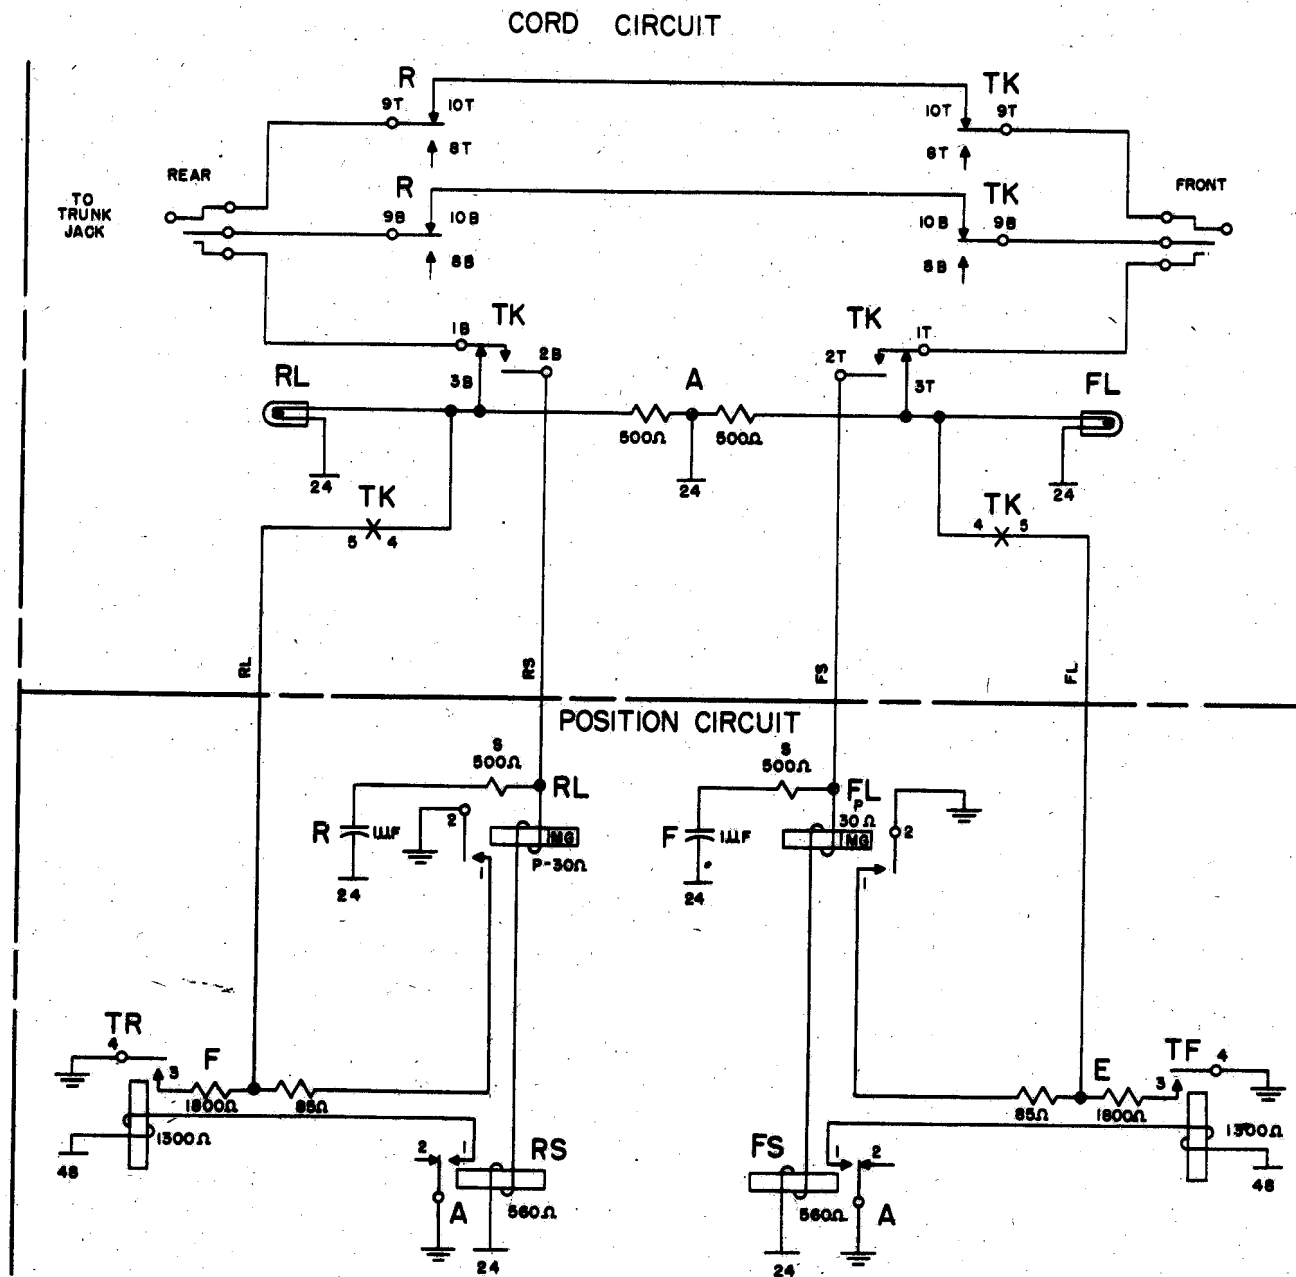 CORD CIRCUIT
R
TK
9T
10T
10T
9T
8T
8T
REAR
FRONT
TO
TRUNK
JACK
R
TK
9B
10B
10B
9B
8B
8B
TK
TK
1B
1T
2B
2T
3B
3T
RL
A
FL
500Ω
500Ω
24
24
24
TK
TK
5
4
4
5
RL
RS
FS
FL
POSITION CIRCUIT
S
500Ω
S
500Ω
RL
FL
P
30Ω
R
2
F
2
MG
MG
P-30Ω
1
1
24
24
TR
4
TF
4
F
E
3
3
1800Ω
85Ω
85Ω
1800Ω
1300Ω
1300Ω
2
1
RS
FS
1
2
48
48
560Ω
A
560Ω
A
24
24